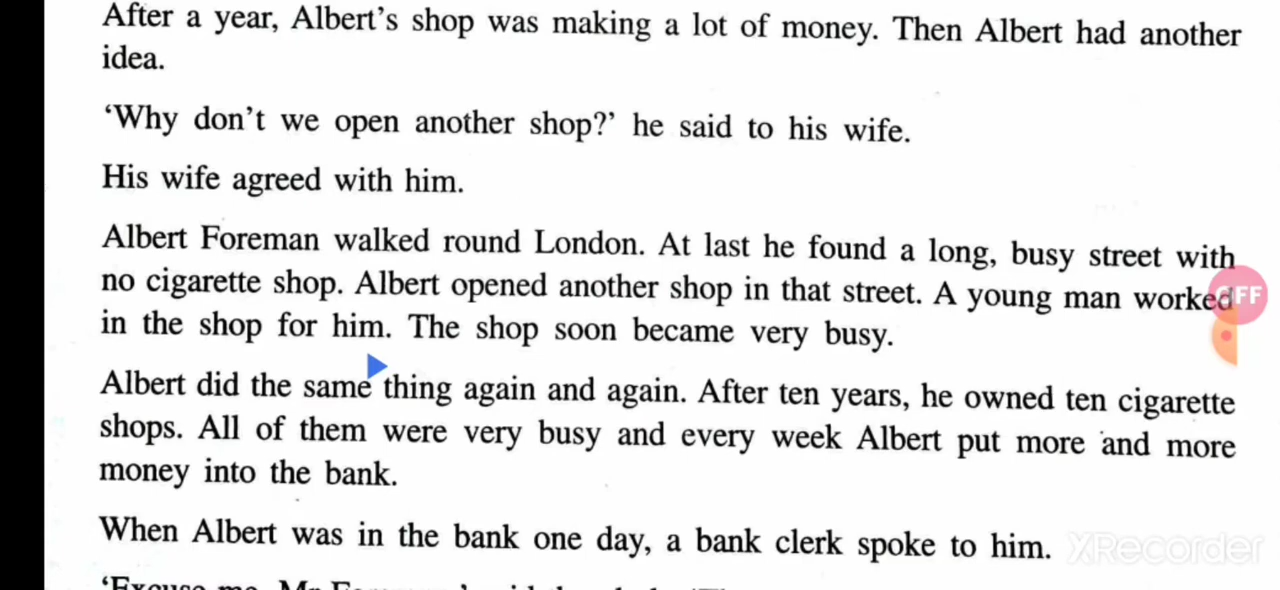 After a year, Albert's shop was making a lot of money. Then Albert had another
idea.
‘Why don't we open another shop?’ he said to his wife.
His wife agreed with him.
Albert Foreman walked round London. At last he found a long, busy street with
no cigarette shop. Albert opened another shop in that street. A young man worked
in the shop for him. The shop soon became very busy.
Albert did the same thing again and again. After ten years, he owned ten cigarette
shops. All of them were very busy and every week Albert put more and more
money into the bank.
When Albert was in the bank one day, a bank clerk spoke to him.
XRecorder
‘Excuse me, Mr